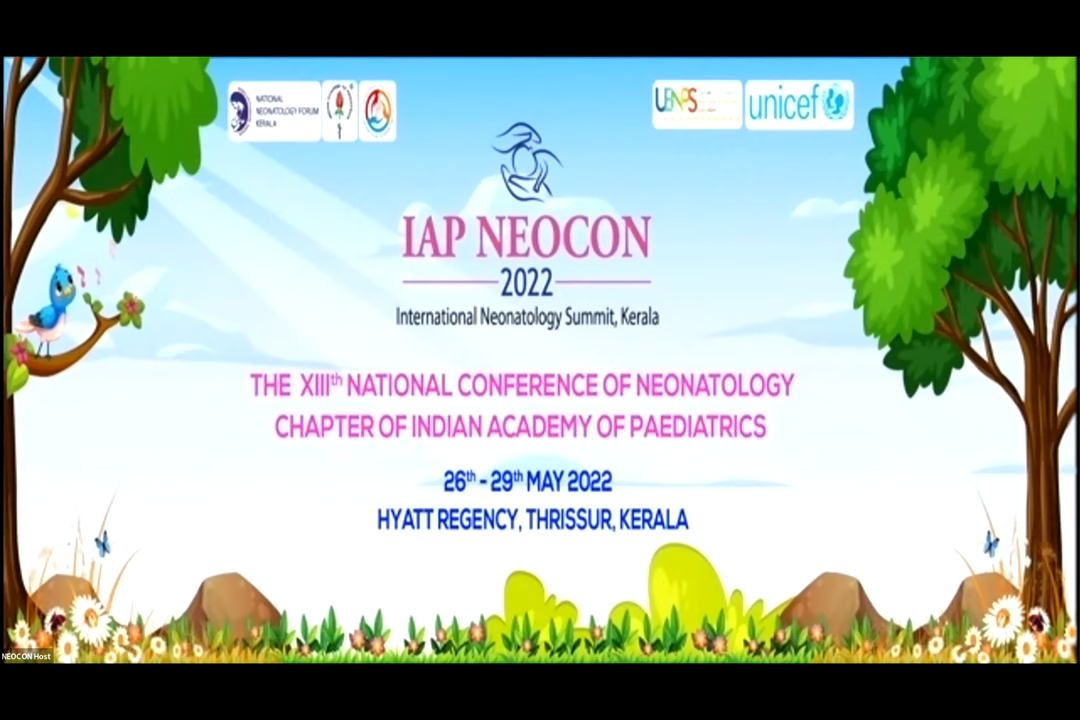 NATIONAL
NEONATOLOGY FORUM
KERALA
UENPS
unicef
IAP NEOCON
2022
International Neonatology Summit, Kerala
THE XIIIth NATIONAL CONFERENCE OF NEONATOLOGY
CHAPTER OF INDIAN ACADEMY OF PAEDIATRICS
26th - 29th MAY 2022
HYATT REGENCY, THRISSUR, KERALA
NEOCON Host